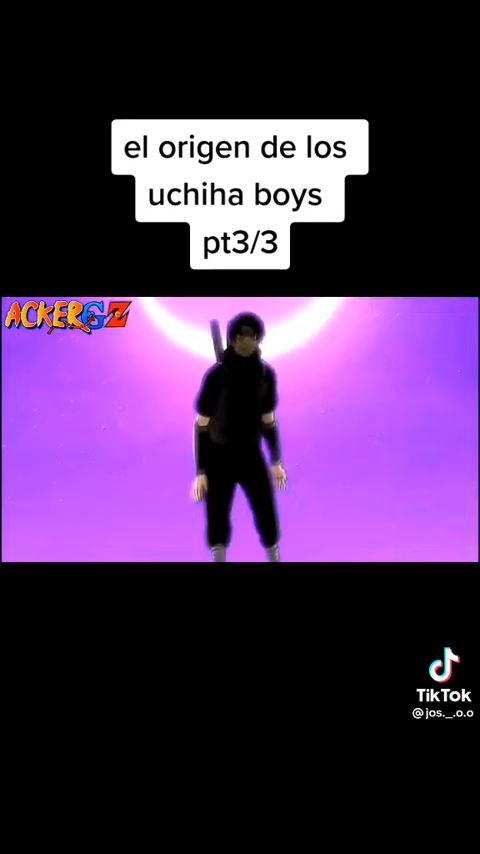 el origen de los
uchiha boys
pt3/3
ACKERGZ
TikTok
@jos._.o.o